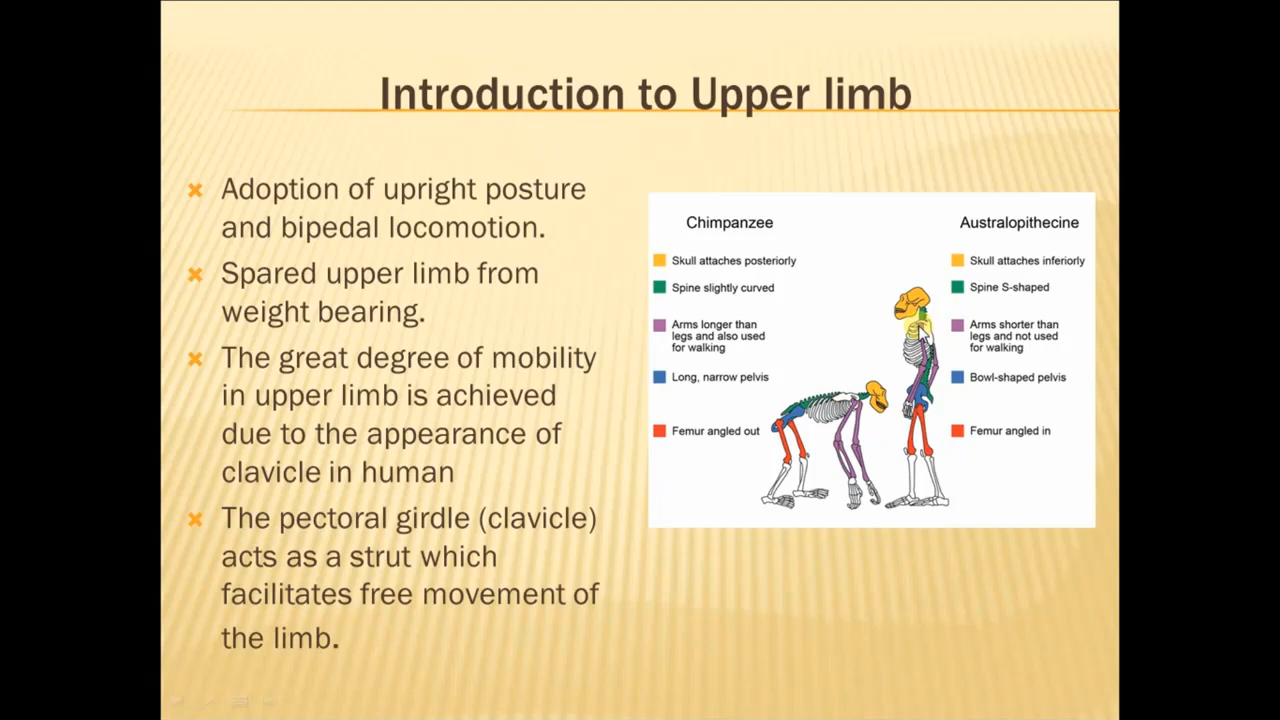 Introduction to Upper limb
Adoption of upright posture
and bipedal locomotion.
Spared upper limb from
weight bearing.
The great degree of mobility
in upper limb is achieved
due to the appearance of
clavicle in human
The pectoral girdle (clavicle)
acts as a strut which
facilitates free movement of
the limb.
Chimpanzee
Skull attaches posteriorly
Spine slightly curved
Arms longer than
legs and also used
for walking
Long, narrow pelvis
Femur angled out
Australopithecine
Skull attaches inferiorly
Spine S-shaped
Arms shorter than
legs and not used
for walking
Bowl-shaped pelvis
Femur angled in